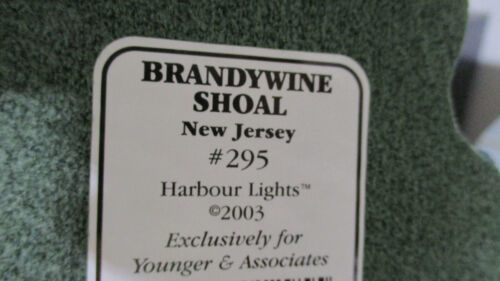 BRANDYWINE
SHOAL
New Jersey
#295
Harbour Lights™
©2003
Exclusively for
Younger & Associates